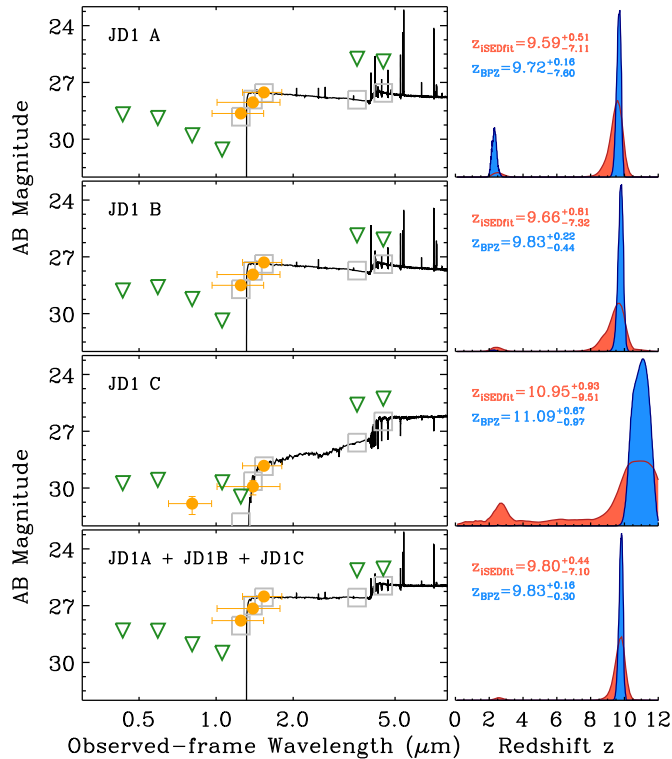 JD1 A
24
27
30
AB Magnitude
z_iSEDfit=9.59 +0.51 -7.11
z_BPZ=9.72 +0.16 -7.60
JD1 B
24
27
30
AB Magnitude
z_iSEDfit=9.66 +0.61 -7.32
z_BPZ=9.83 +0.22 -0.44
JD1 C
24
27
30
AB Magnitude
z_iSEDfit=10.95 +0.93 -9.51
z_BPZ=11.09 +0.67 -0.97
JD1A + JD1B + JD1C
24
27
30
AB Magnitude
z_iSEDfit=9.80 +0.44 -7.10
z_BPZ=9.83 +0.16 -0.30
0.5 1.0 2.0 5.0
0 2 4 6 8 10 12
Observed-frame Wavelength (μm)
Redshift z